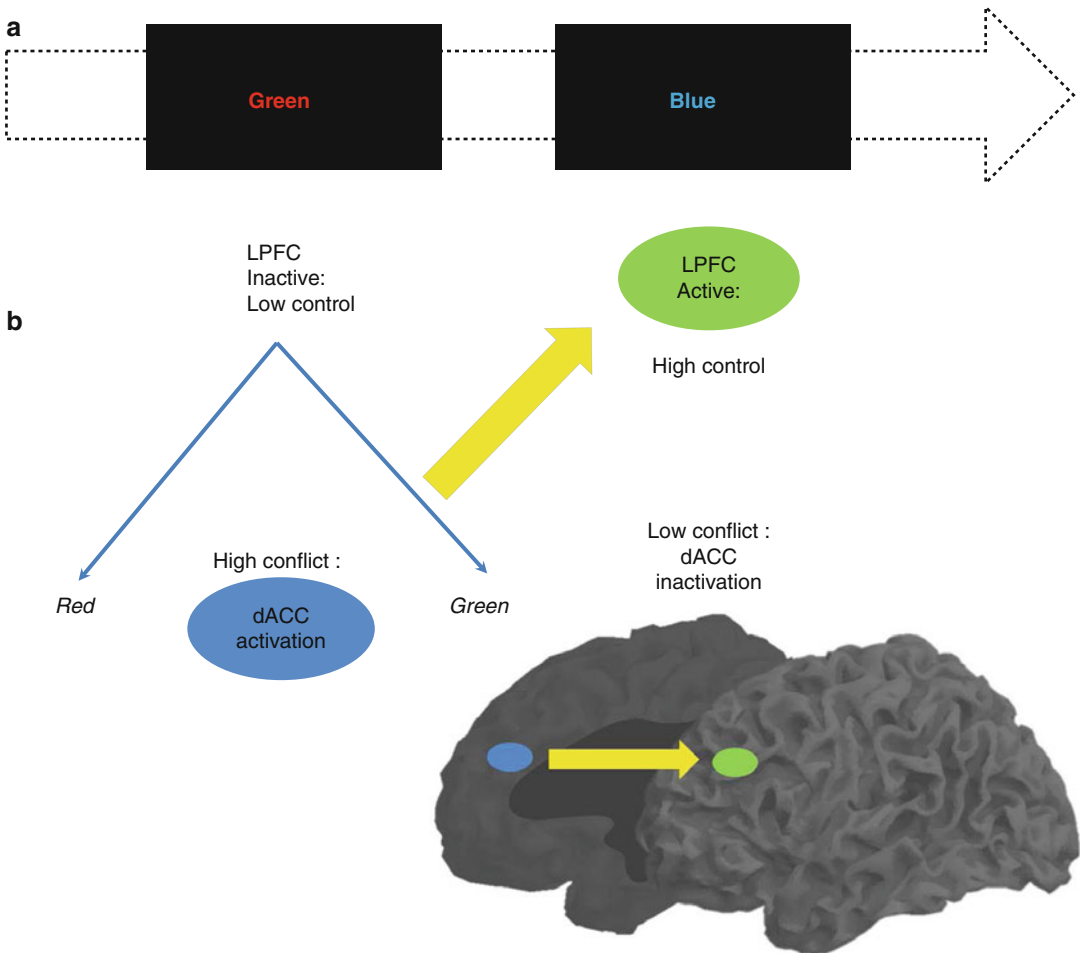 a
Green
Blue
LPFC
Inactive:
Low control
LPFC
Active:
b
High control
High conflict :
Low conflict :
dACC
inactivation
Red
dACC
activation
Green